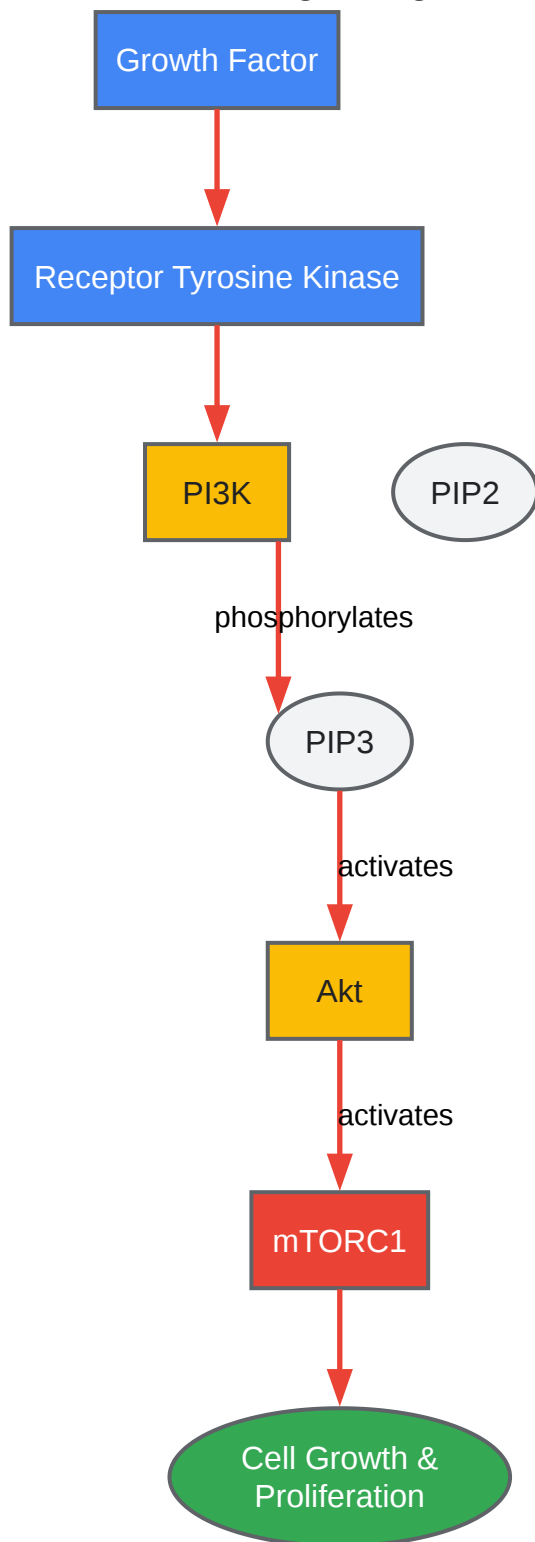 Growth Factor
Receptor Tyrosine Kinase
PI3K
PIP2
phosphorylates
PIP3
activates
Akt
activates
mTORC1
Cell Growth &
Proliferation